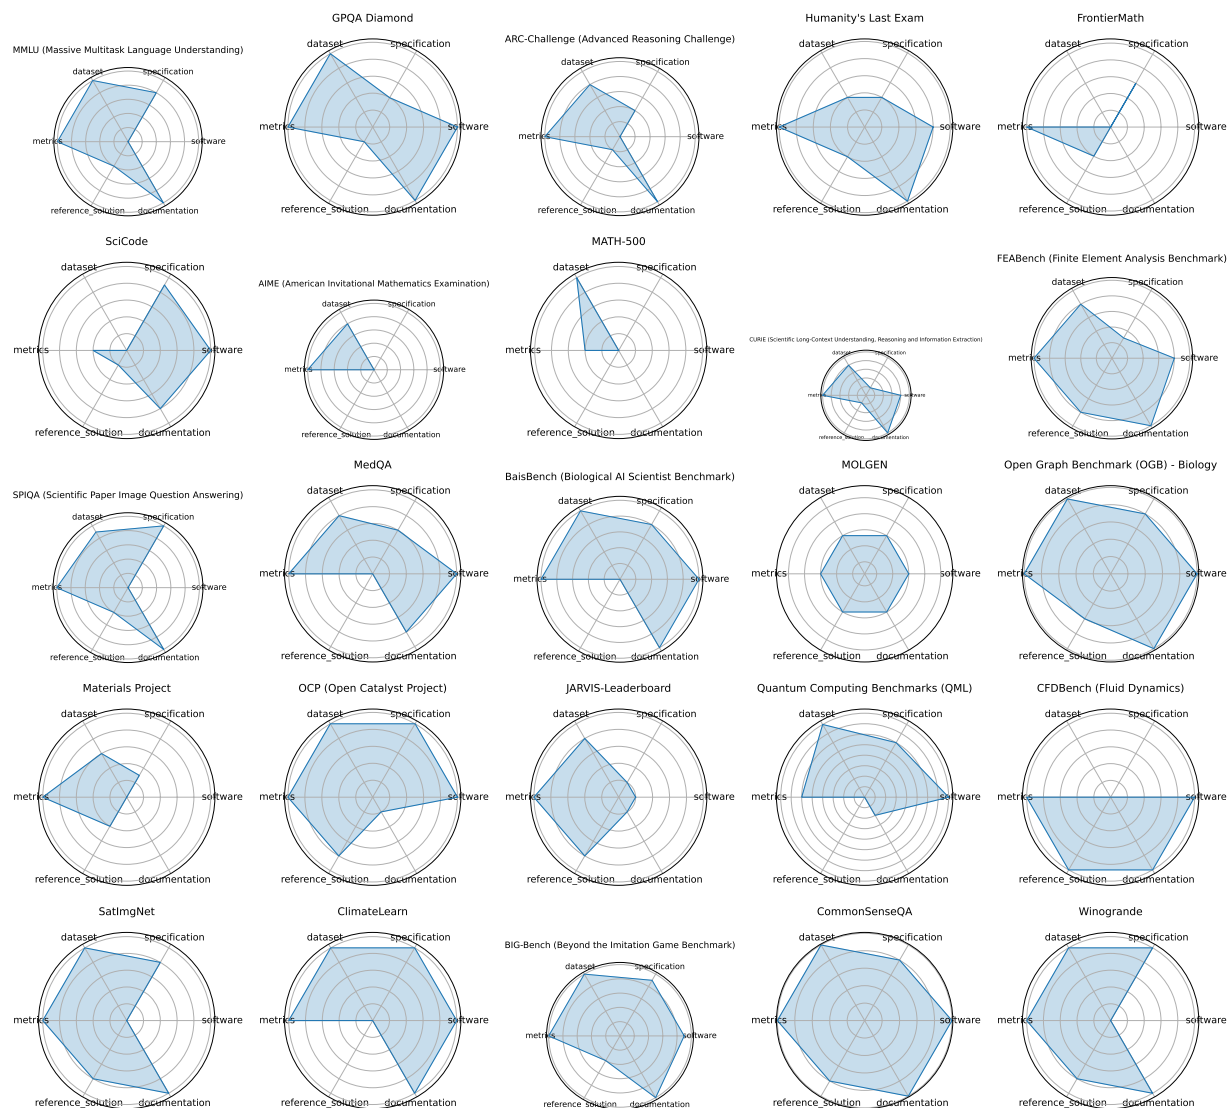 MMLU (Massive Multitask Language Understanding)
dataset specification
metrics software
reference_solution documentation
GPQA Diamond
dataset specification
metrics software
reference_solution documentation
ARC-Challenge (Advanced Reasoning Challenge)
dataset specification
metrics software
reference_solution documentation
Humanity's Last Exam
dataset specification
metrics software
reference_solution documentation
FrontierMath
dataset specification
metrics software
reference_solution documentation
SciCode
dataset specification
metrics software
reference_solution documentation
AIME (American Invitational Mathematics Examination)
dataset specification
metrics software
reference_solution documentation
MATH-500
dataset specification
metrics software
reference_solution documentation
CURIE (Scientific Long-Context Understanding, Reasoning and Information Extraction)
dataset specification
metrics software
reference_solution documentation
FEABench (Finite Element Analysis Benchmark)
dataset specification
metrics software
reference_solution documentation
SPIQA (Scientific Paper Image Question Answering)
dataset specification
metrics software
reference_solution documentation
MedQA
dataset specification
metrics software
reference_solution documentation
BaisBench (Biological AI Scientist Benchmark)
dataset specification
metrics software
reference_solution documentation
MOLGEN
dataset specification
metrics software
reference_solution documentation
Open Graph Benchmark (OGB) - Biology
dataset specification
metrics software
reference_solution documentation
Materials Project
dataset specification
metrics software
reference_solution documentation
OCP (Open Catalyst Project)
dataset specification
metrics software
reference_solution documentation
JARVIS-Leaderboard
dataset specification
metrics software
reference_solution documentation
Quantum Computing Benchmarks (QML)
dataset specification
metrics software
reference_solution documentation
CFDBench (Fluid Dynamics)
dataset specification
metrics software
reference_solution documentation
SatImgNet
dataset specification
metrics software
reference_solution documentation
ClimateLearn
dataset specification
metrics software
reference_solution documentation
BIG-Bench (Beyond the Imitation Game Benchmark)
dataset specification
metrics software
reference_solution documentation
CommonSenseQA
dataset specification
metrics software
reference_solution documentation
Winogrande
dataset specification
metrics software
reference_solution documentation